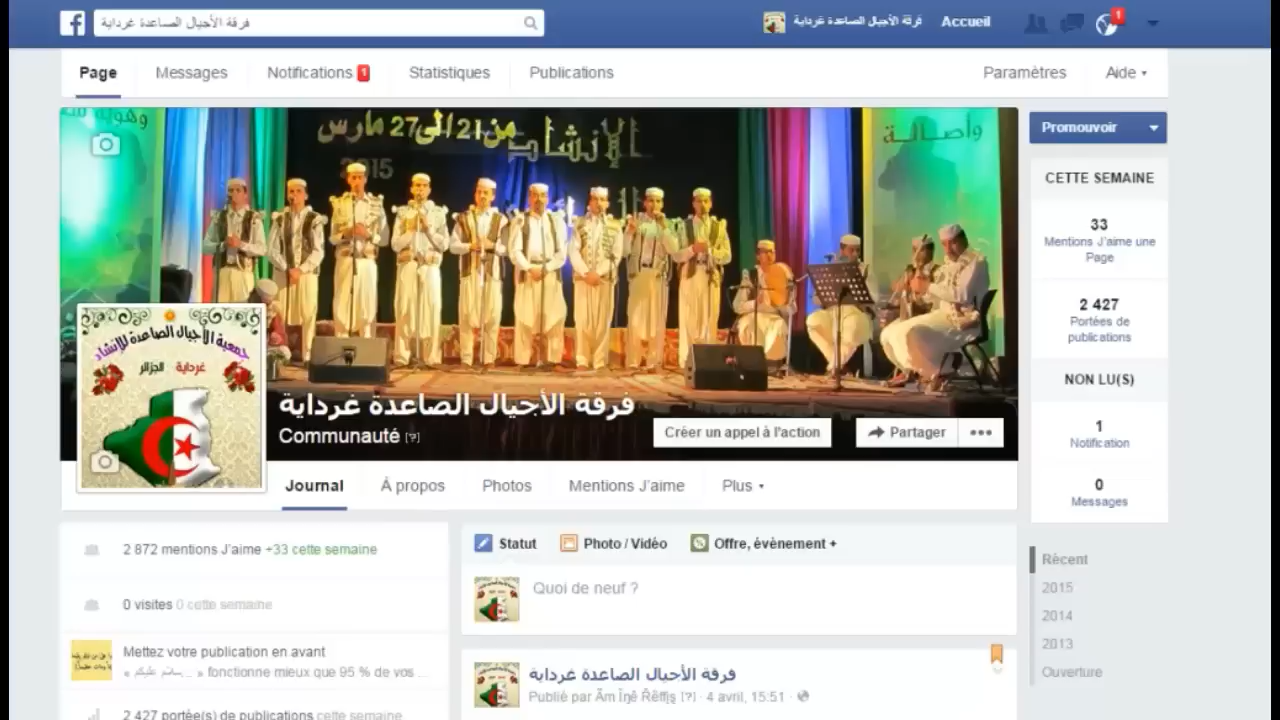 فرقة الأجيال الصاعدة غرداية
فرقة الأجيال الصاعدة غرداية Accueil 1
Page Messages Notifications 1 Statistiques Publications Paramètres Aide
الإنشاد من 21 الى 27 مارس
2015
وأصالة
وهوية
Promouvoir
CETTE SEMAINE
33
Mentions J'aime une
Page
2 427
Portées de
publications
NON LU(S)
1
Notification
0
Messages
جمعية الأجيال الصاعدة للإنشاد
غرداية الجزائر
فرقة الأجيال الصاعدة غرداية
Communauté [?]
Créer un appel à l'action Partager •••
Journal À propos Photos Mentions J'aime Plus
2 872 mentions J'aime +33 cette semaine
0 visites 0 cette semaine
Mettez votre publication en avant
fonctionne mieux que 95 % de vos ...
2 427 portée(s) de publications cette semaine
Statut Photo / Vidéo Offre, évènement +
Quoi de neuf ?
فرقة الأجيال الصاعدة غرداية
Publié par [?] · 4 avril, 15:51 ·
Récent
2015
2014
2013
Ouverture